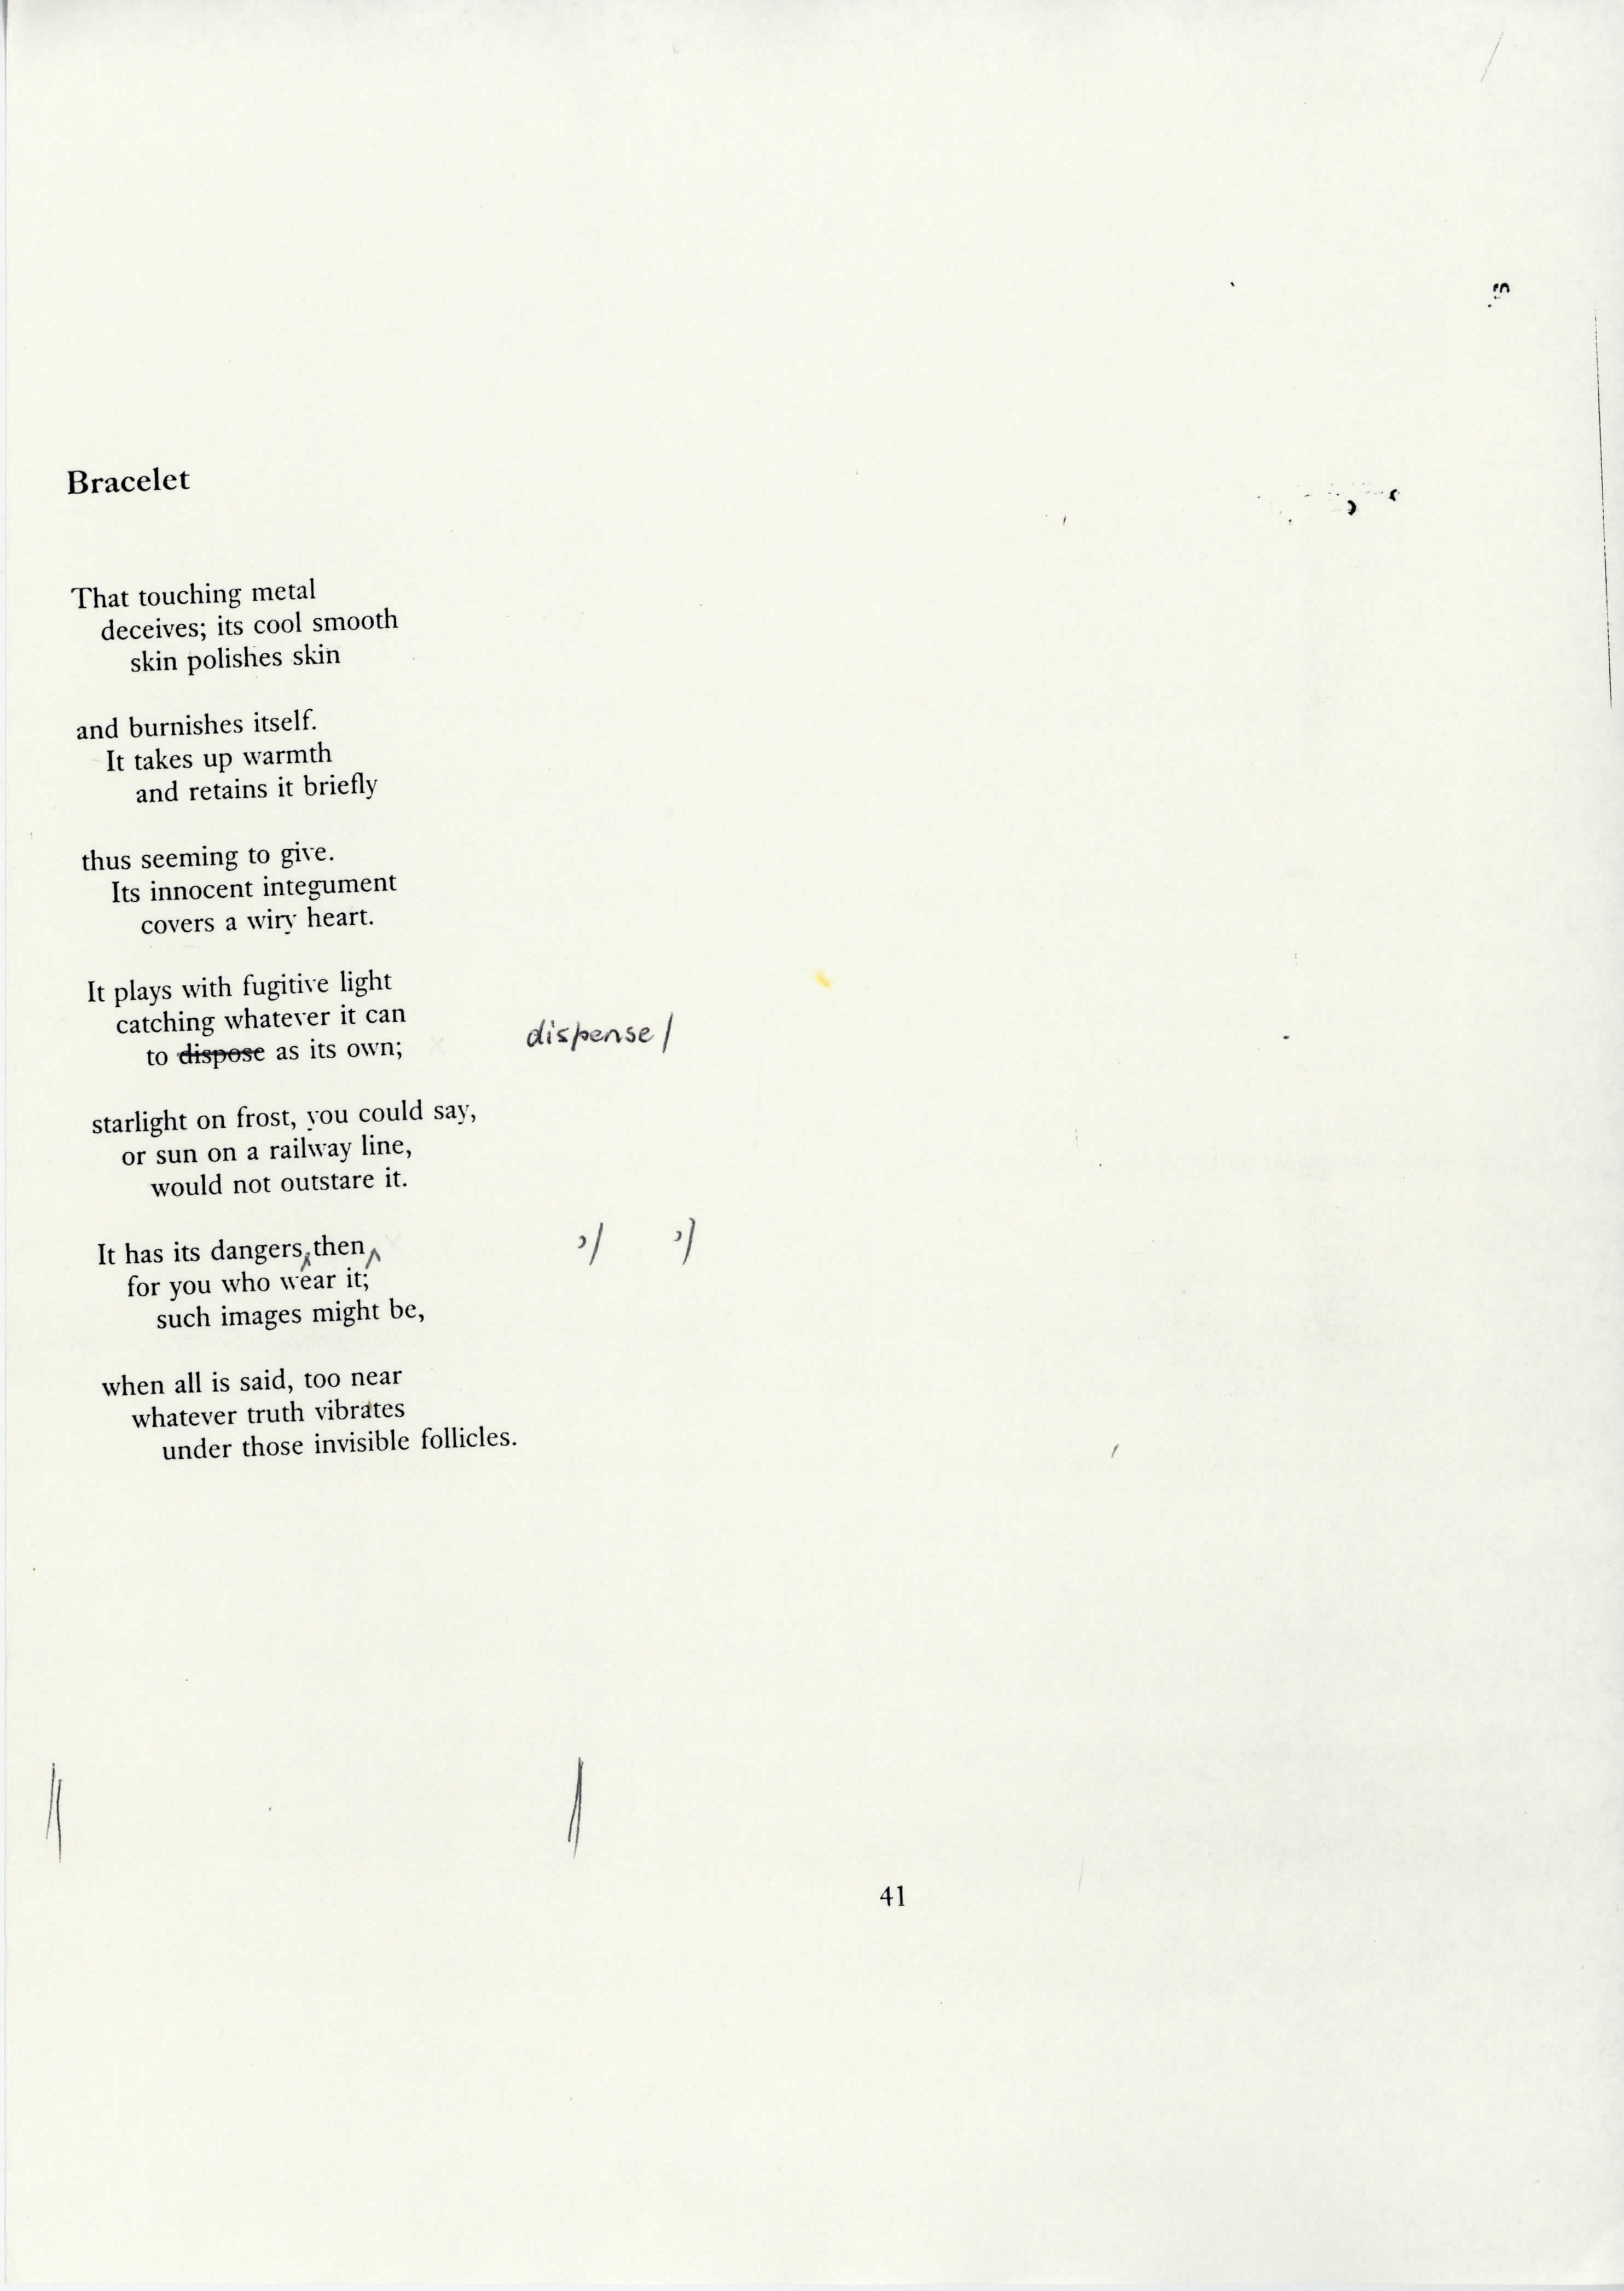 Bracelet
That touching metal
deceives; its cool smooth
skin polishes skin
and burnishes itself.
It takes up warmth
and retains it briefly
thus seeming to give.
Its innocent integument
covers a wiry heart.
It plays with fugitive light
catching whatever it can
to dispose as its own; dispense/
starlight on frost, you could say,
or sun on a railway line,
would not outstare it.
It has its dangers, then, ,/ ,/
for you who wear it;
such images might be,
when all is said, too near
whatever truth vibrates
under those invisible follicles.
41